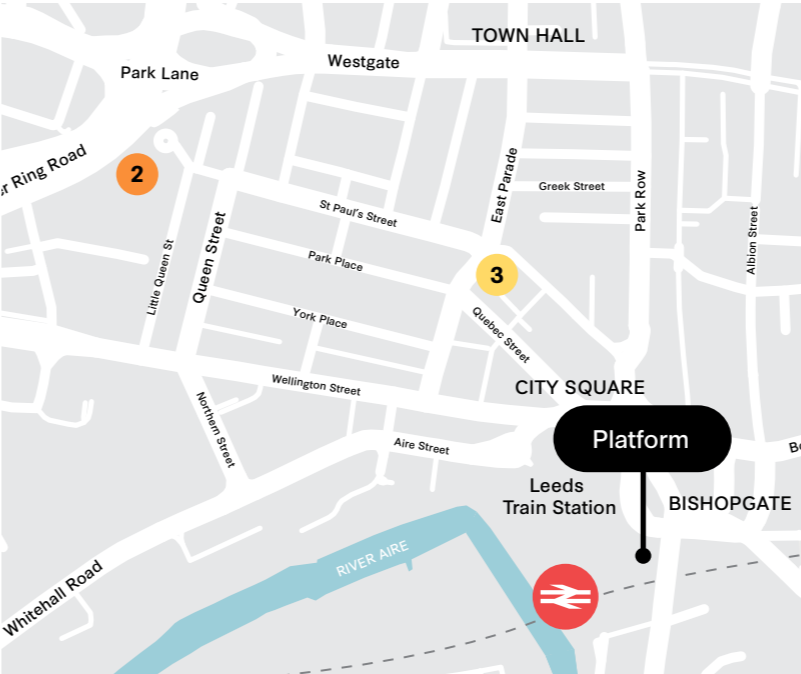 TOWN HALL
Westgate
Park Lane
er Ring Road
2
East Parade
Greek Street
Park Row
St Paul's Street
Queen Street
Little Queen St
Albion Street
Park Place
3
York Place
Quebec Street
Wellington Street
CITY SQUARE
Northern Street
Platform
Aire Street
Leeds
Train Station
BISHOPGATE
RIVER AIRE
Whitehall Road